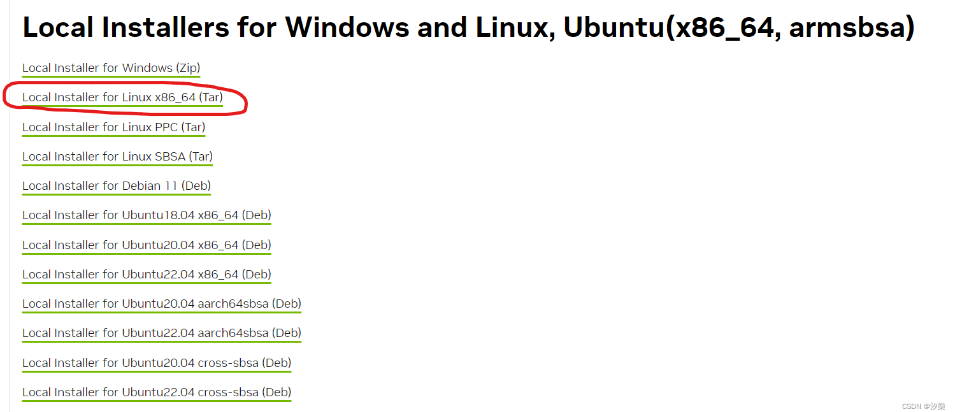 Local Installers for Windows and Linux, Ubuntu(x86_64, armsbsa)
Local Installer for Windows (Zip)
Local Installer for Linux x86_64 (Tar)
Local Installer for Linux PPC (Tar)
Local Installer for Linux SBSA (Tar)
Local Installer for Debian 11 (Deb)
Local Installer for Ubuntu18.04 x86_64 (Deb)
Local Installer for Ubuntu20.04 x86_64 (Deb)
Local Installer for Ubuntu22.04 x86_64 (Deb)
Local Installer for Ubuntu20.04 aarch64sbsa (Deb)
Local Installer for Ubuntu22.04 aarch64sbsa (Deb)
Local Installer for Ubuntu20.04 cross-sbsa (Deb)
Local Installer for Ubuntu22.04 cross-sbsa (Deb)
CSDN